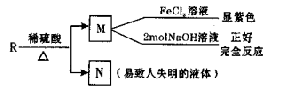 FeCl₃溶液
显紫色
稀硫酸
M
2molNaOH溶液
正好
完全反应
R
△
N
(易致人失明的液体)